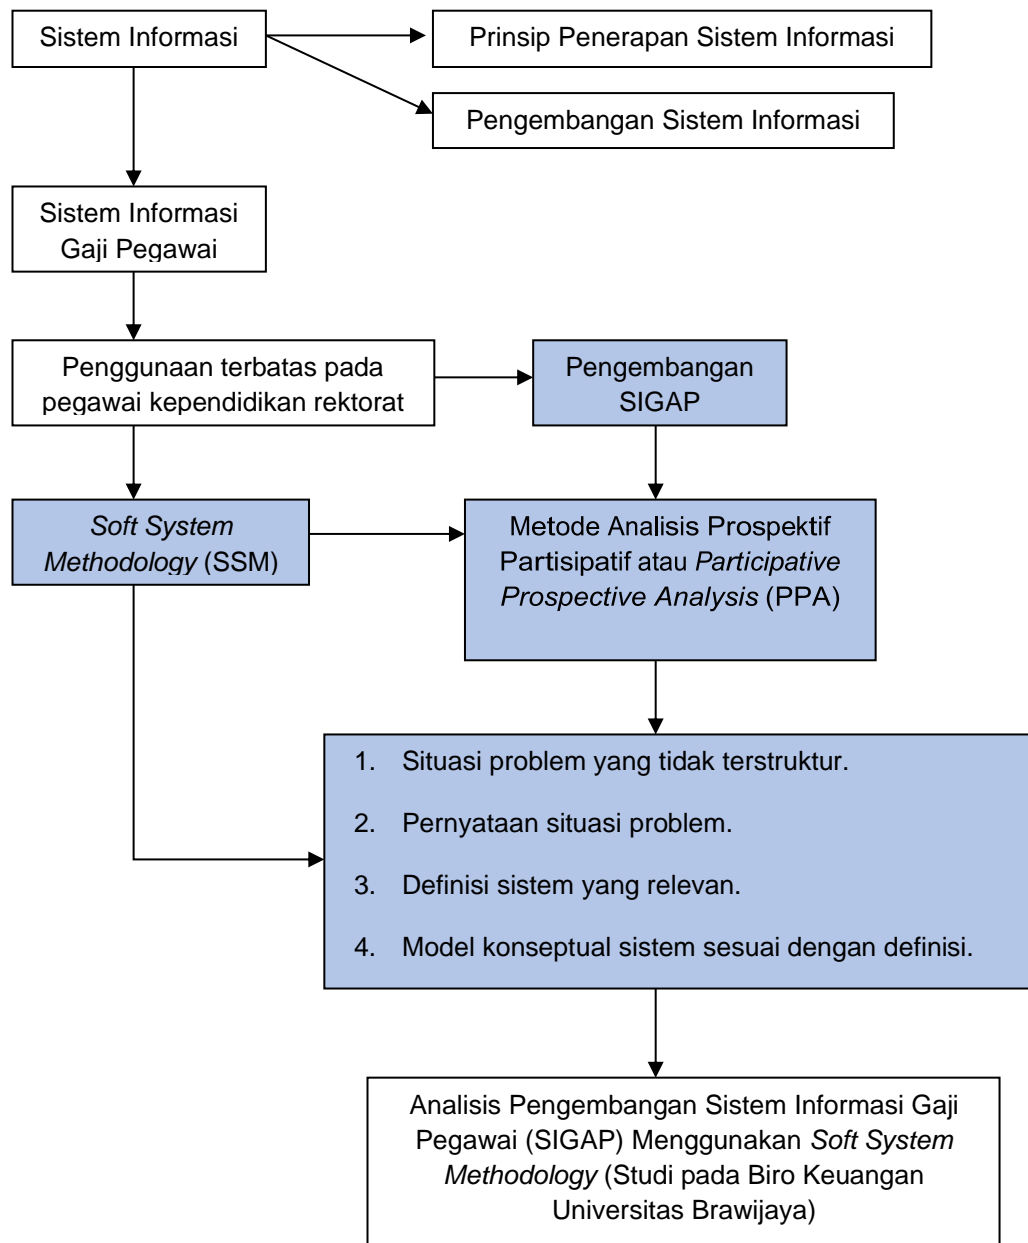 Sistem Informasi
Prinsip Penerapan Sistem Informasi
Pengembangan Sistem Informasi
Sistem Informasi
Gaji Pegawai
Penggunaan terbatas pada
pegawai kependidikan rektorat
Pengembangan
SIGAP
Soft System
Methodology (SSM)
Metode Analisis Prospektif
Partisipatif atau Participative
Prospective Analysis (PPA)
1. Situasi problem yang tidak terstruktur.
2. Pernyataan situasi problem.
3. Definisi sistem yang relevan.
4. Model konseptual sistem sesuai dengan definisi.
Analisis Pengembangan Sistem Informasi Gaji
Pegawai (SIGAP) Menggunakan Soft System
Methodology (Studi pada Biro Keuangan
Universitas Brawijaya)